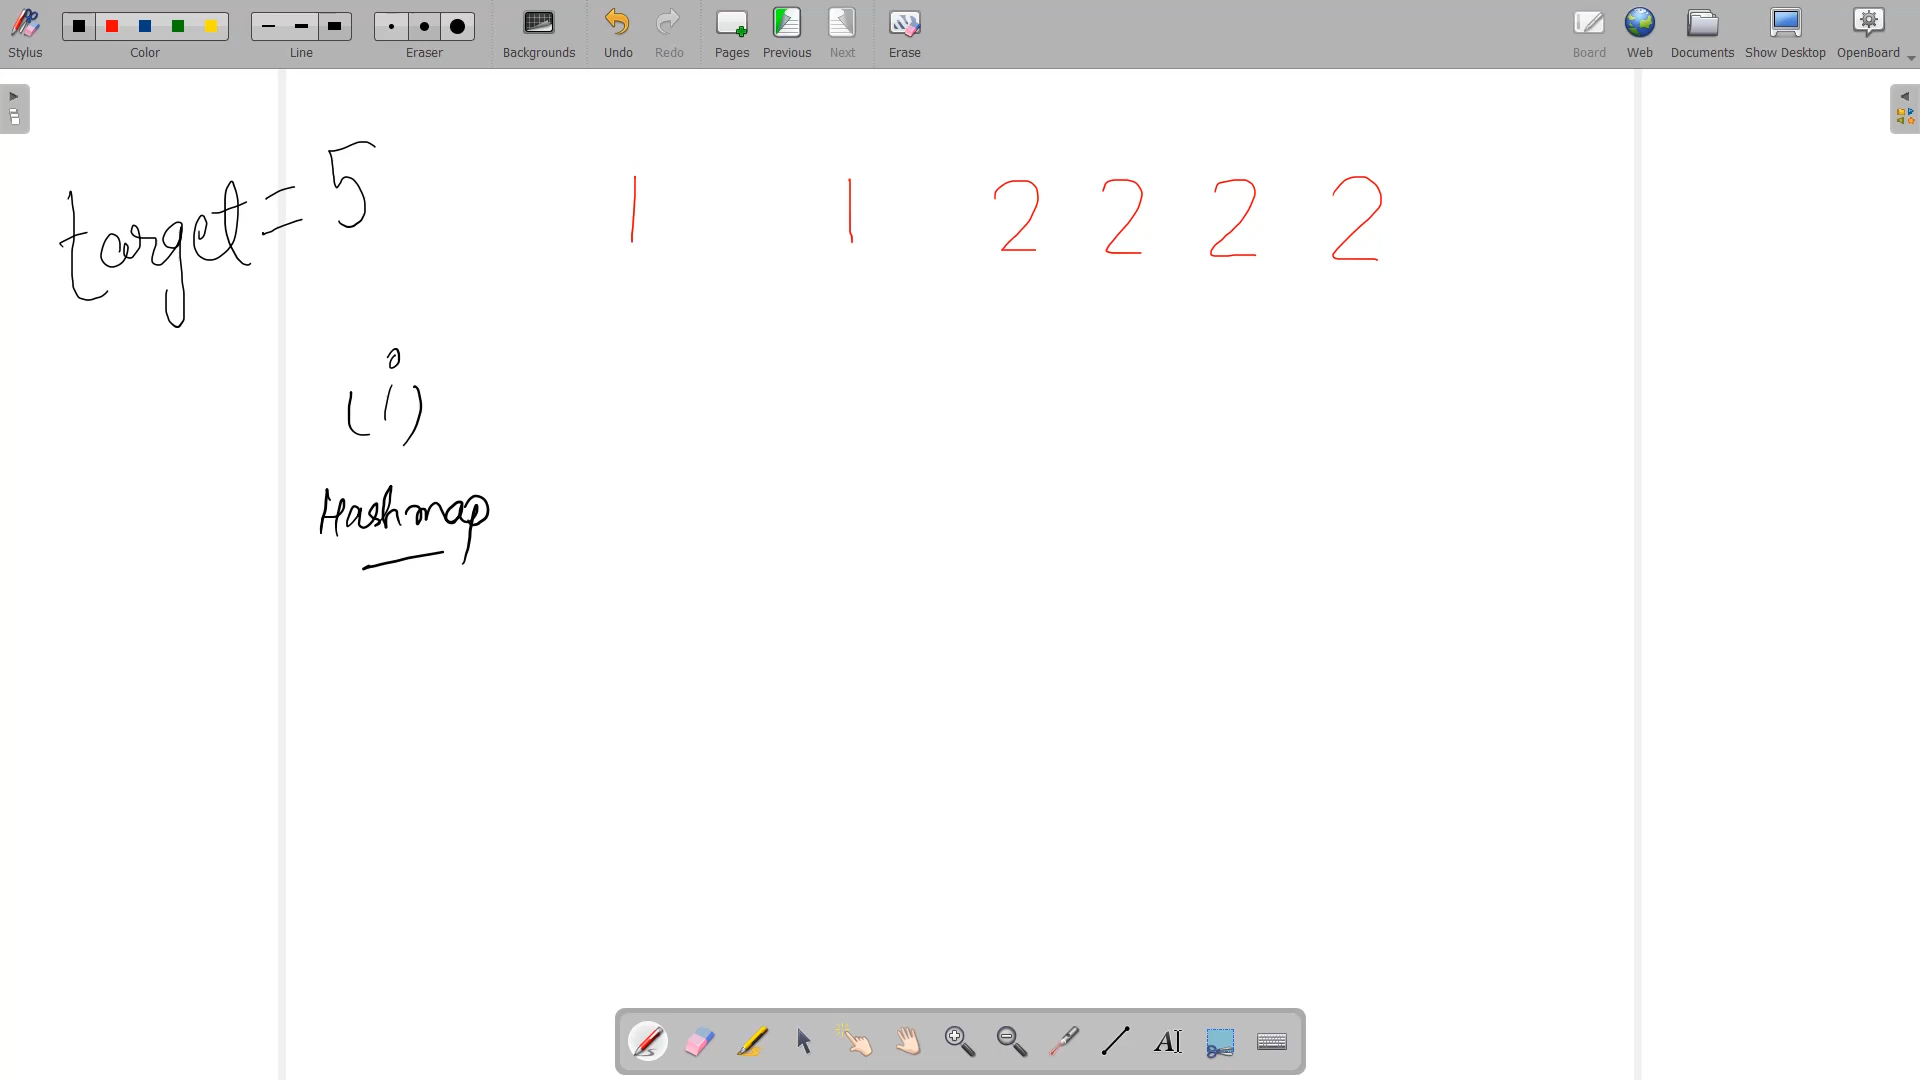 Stylus Color Line Eraser Backgrounds Undo Redo Pages Previous Next Erase Board Web Documents Show Desktop OpenBoard
target = 5 1 1 2 2 2 2
(i)
Hashmap